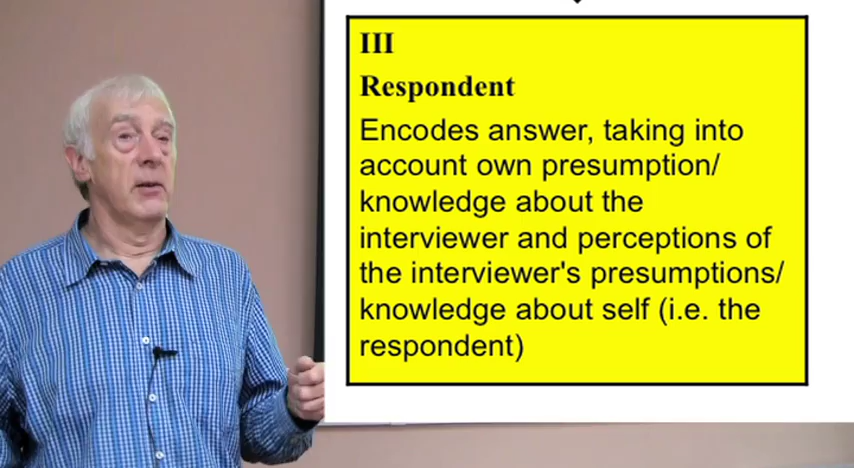 III
Respondent
Encodes answer, taking into
account own presumption/
knowledge about the
interviewer and perceptions of
the interviewer's presumptions/
knowledge about self (i.e. the
respondent)